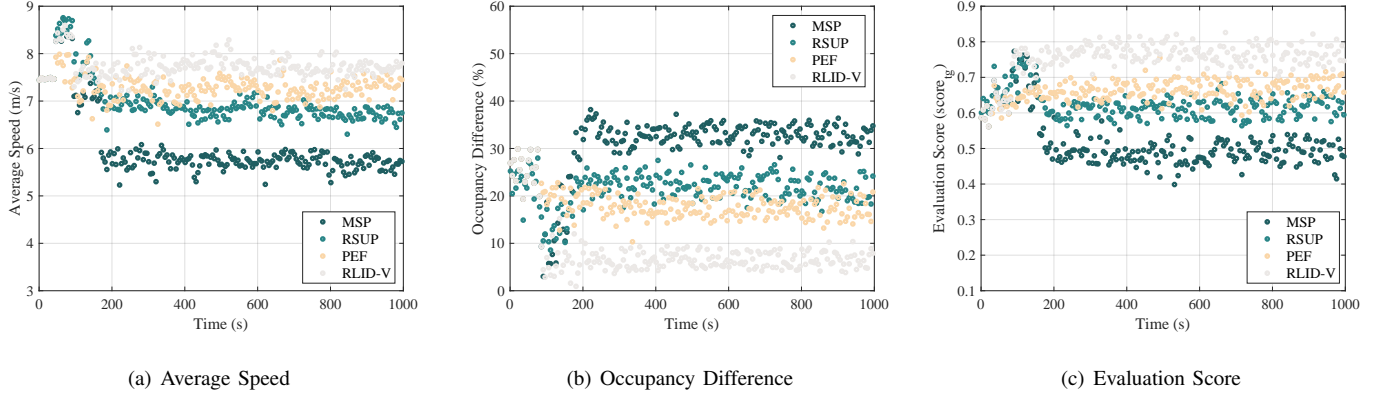 9
8
7
6
5
4
3
0 200 400 600 800 1000
Average Speed (m/s)
Time (s)
MSP
RSUP
PEF
RLID-V
(a) Average Speed
60
50
40
30
20
10
0
0 200 400 600 800 1000
Occupancy Difference (%)
Time (s)
MSP
RSUP
PEF
RLID-V
(b) Occupancy Difference
0.9
0.8
0.7
0.6
0.5
0.4
0.3
0.2
0.1
0 200 400 600 800 1000
Evaluation Score (score_tg)
Time (s)
MSP
RSUP
PEF
RLID-V
(c) Evaluation Score